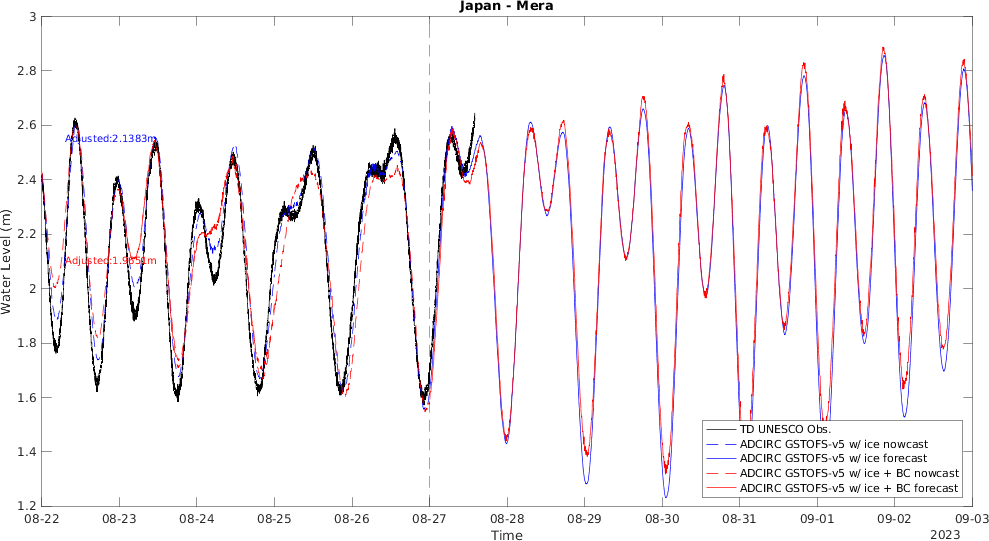 Japan - Mera
3
2.8
2.6
2.4
2.2
2
1.8
1.6
1.4
1.2
Water Level (m)
Adjusted:2.1383m
TD UNESCO Obs.
ADCIRC GSTOFS-v5 w/ ice nowcast
ADCIRC GSTOFS-v5 w/ ice forecast
ADCIRC GSTOFS-v5 w/ ice + BC nowcast
ADCIRC GSTOFS-v5 w/ ice + BC forecast
08-22 08-23 08-24 08-25 08-26 08-27 08-28 08-29 08-30 08-31 09-01 09-02 09-03
Time
2023